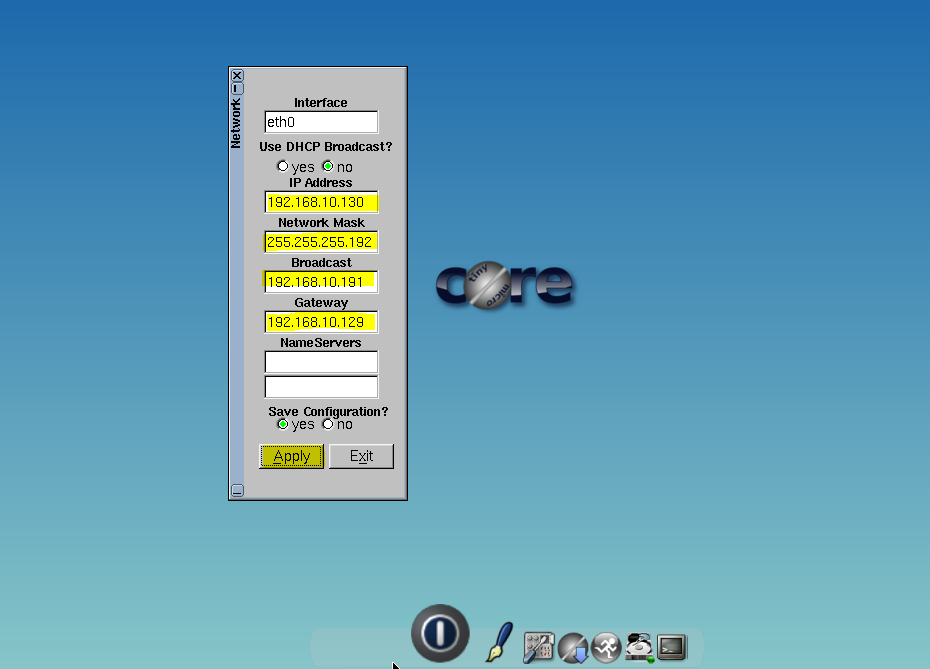 Network
Interface
eth0
Use DHCP Broadcast?
yes no
IP Address
192.168.10.130
Network Mask
255.255.255.192
Broadcast
192.168.10.191
Gateway
192.168.10.129
NameServers
Save Configuration?
yes no
Apply Exit
core
tiny
micro